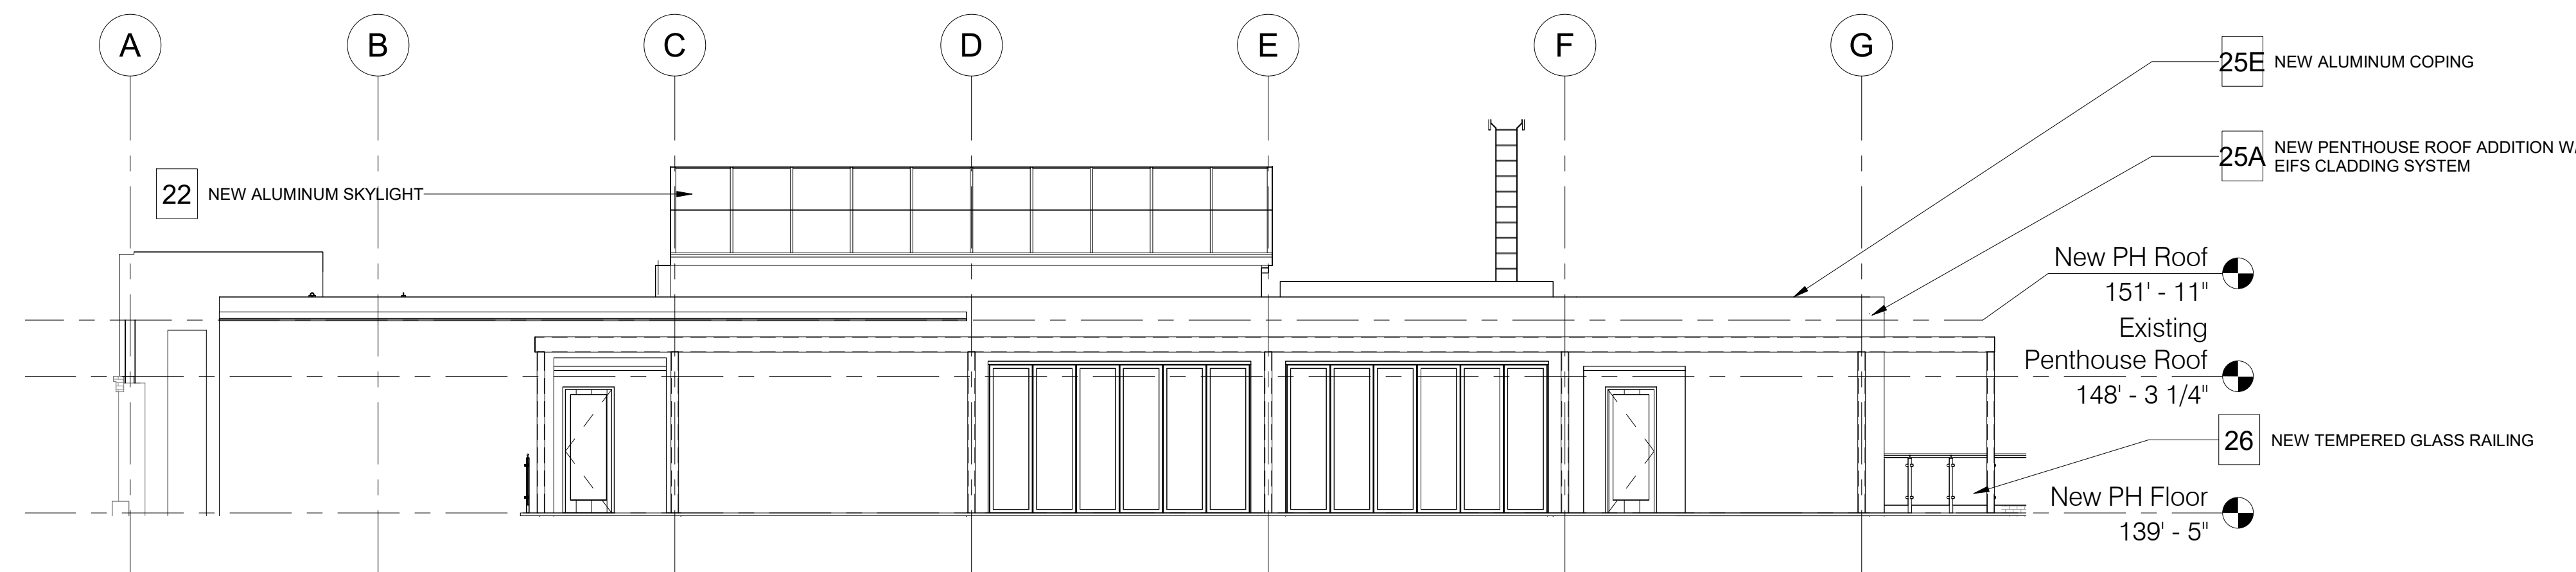 A B C D E F G
25E NEW ALUMINUM COPING
25A NEW PENTHOUSE ROOF ADDITION W/
EIFS CLADDING SYSTEM
22 NEW ALUMINUM SKYLIGHT
New PH Roof
151' - 11"
Existing
Penthouse Roof
148' - 3 1/4"
26 NEW TEMPERED GLASS RAILING
New PH Floor
139' - 5"